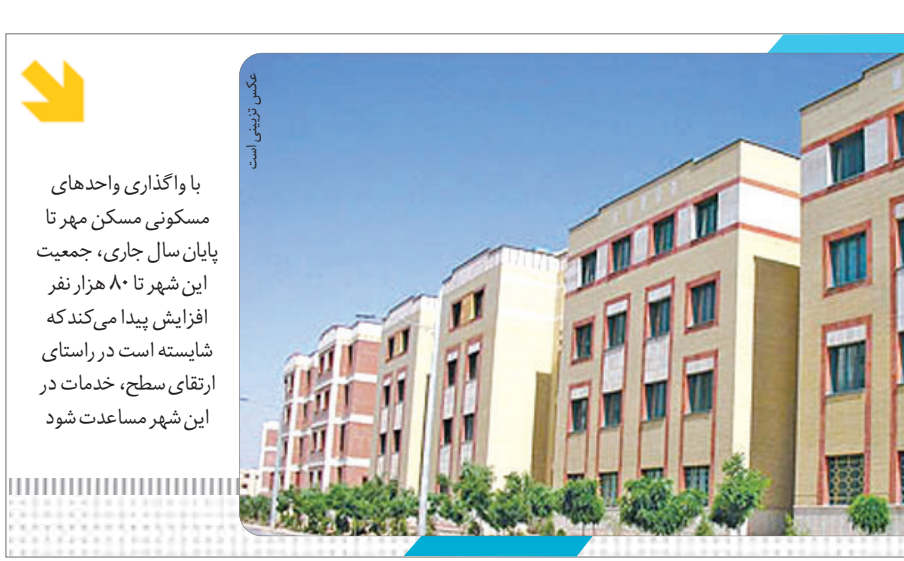 با واگذاری واحدهای
مسکونی مسکن مهر تا
پایان سال جاری، جمعیت
این شهر تا ۸۰ هزار نفر
افزایش پیدا می‌کند که
شایسته است در راستای
ارتقای سطح، خدمات در
این شهر مساعدت شود
عکس تزیینی است